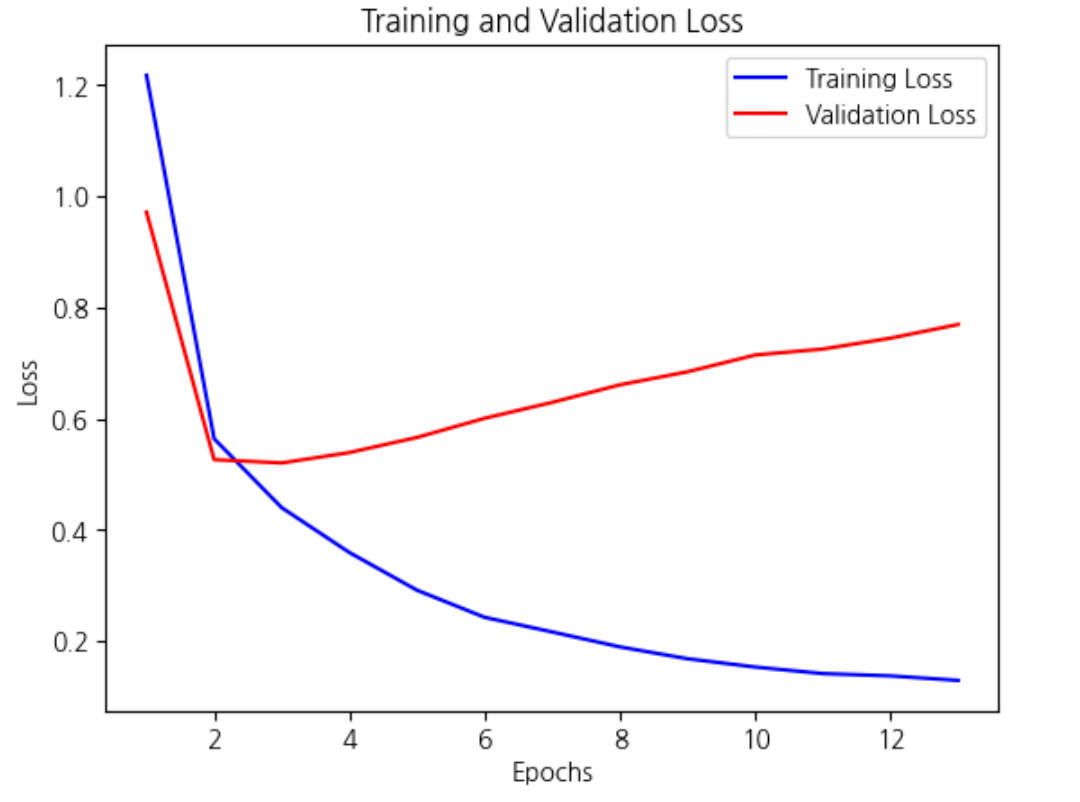 Training and Validation Loss
Training Loss
Validation Loss
1.2
1.0
0.8
0.6
0.4
0.2
Loss
2 4 6 8 10 12
Epochs